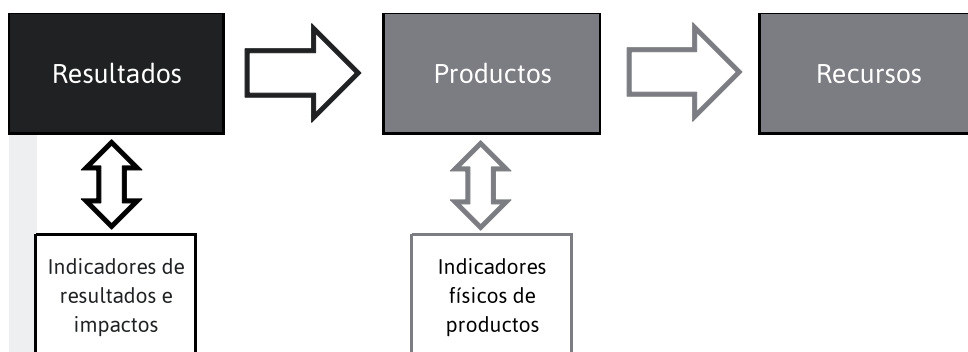 Resultados
Productos
Recursos
Indicadores de
resultados e
impactos
Indicadores
físicos de
productos